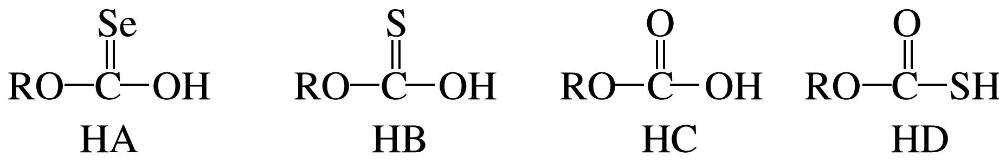 Se S O O
RO—C—OH RO—C—OH RO—C—OH RO—C—SH
HA HB HC HD